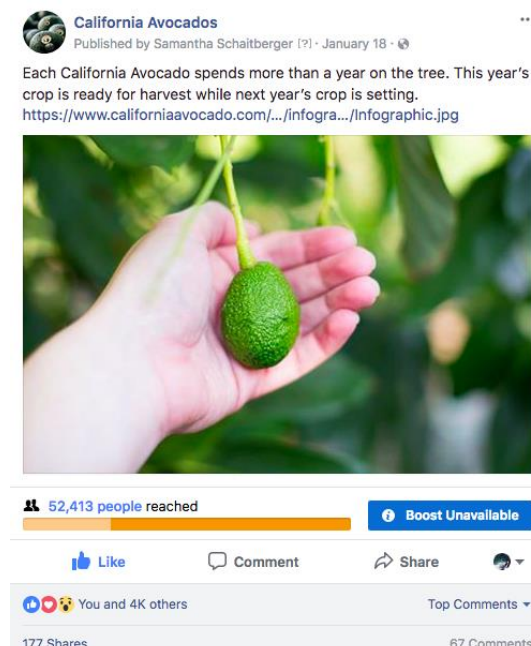 California Avocados
Published by Samantha Schaitberger [?] · January 18 ·
Each California Avocado spends more than a year on the tree. This year's
crop is ready for harvest while next year's crop is setting.
https://www.californiaavocado.com/.../infogra.../Infographic.jpg
52,413 people reached
Boost Unavailable
Like
Comment
Share
You and 4K others
Top Comments
177 Shares
67 Comments